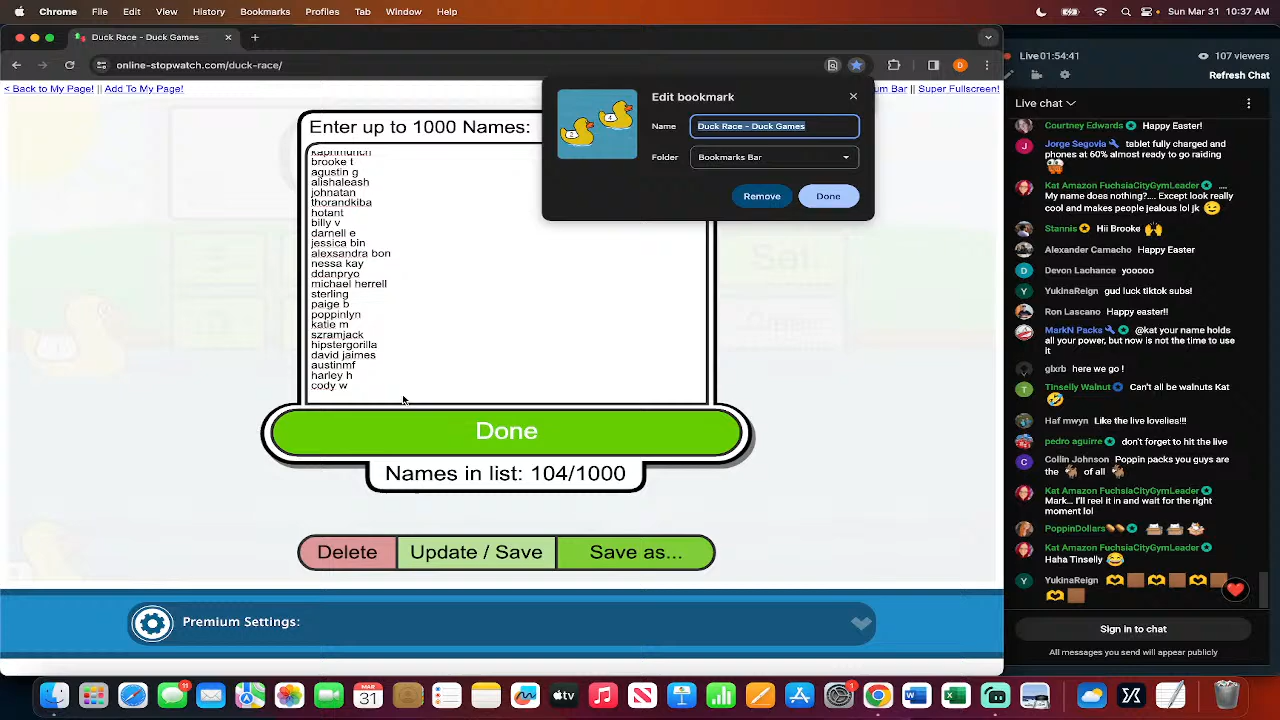 Chrome File Edit View History Bookmarks Profiles Tab Window Help Sun Mar 31 10:37 AM
Duck Race - Duck Games
online-stopwatch.com/duck-race/
< Back to My Page! || Add To My Page!
um Bar || Super Fullscreen!
Edit bookmark
Name Duck Race - Duck Games
Folder Bookmarks Bar
Remove Done
Enter up to 1000 Names:
kaphmunch
brooke t
agustin g
alishaleash
johnatan
thorandkiba
hotant
billy v
darnell e
jessica bin
alexsandra bon
nessa kay
ddanpryo
michael herrell
sterling
paige b
poppinlyn
katie m
szramjack
hipstergorilla
david jaimes
austinmf
harley h
cody w
Done
Names in list: 104/1000
Delete Update / Save Save as...
Premium Settings:
Live 01:54:41 107 viewers
Refresh Chat
Live chat
Courtney Edwards Happy Easter!
Jorge Segovia tablet fully charged and
phones at 60% almost ready to go raiding
Kat Amazon FuchsiaCityGymLeader ....
My name does nothing?.... Except look really
cool and makes people jealous lol jk 😉
Stannis Hii Brooke 🙌
Alexander Camacho Happy Easter
Devon Lachance yooooo
YukinaReign gud luck tiktok subs!
Ron Lascano Happy easter!!
MarkN Packs @kat your name holds
all your power, but now is not the time to use
it
glxrb here we go !
Tinselly Walnut Can't all be walnuts Kat
🤣
Haf mwyn Like the live lovelies!!!
pedro aguirre don't forget to hit the live
Collin Johnson Poppin packs you guys are
the 🐐 of all 🐐
Kat Amazon FuchsiaCityGymLeader
Mark... I'll reel it in and wait for the right
moment lol
PoppinDollars
Kat Amazon FuchsiaCityGymLeader
Haha Tinselly 😂
YukinaReign 🫶🏾 🫶🏾 🫶🏾
Sign in to chat
All messages you send will appear publicly